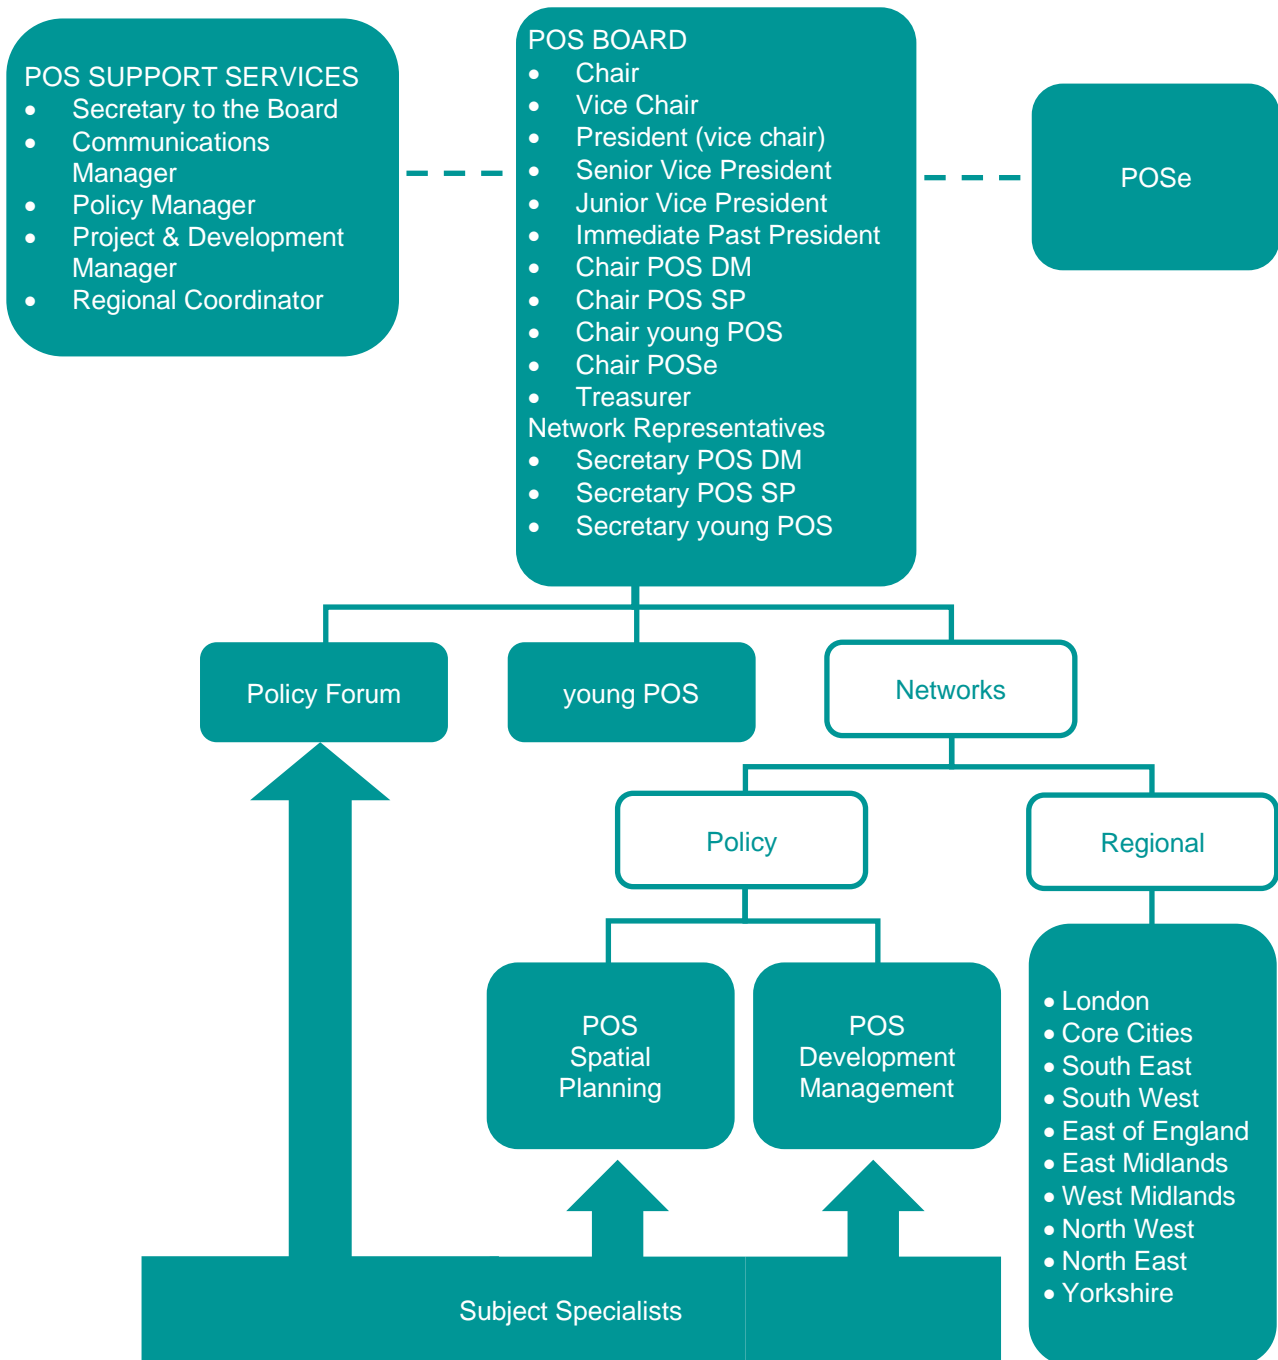 POS SUPPORT SERVICES
• Secretary to the Board
• Communications
Manager
• Policy Manager
• Project & Development
Manager
• Regional Coordinator
POS BOARD
• Chair
• Vice Chair
• President (vice chair)
• Senior Vice President
• Junior Vice President
• Immediate Past President
• Chair POS DM
• Chair POS SP
• Chair young POS
• Chair POSe
• Treasurer
Network Representatives
• Secretary POS DM
• Secretary POS SP
• Secretary young POS
POSe
Policy Forum
young POS
Networks
Policy
Regional
POS
Spatial
Planning
POS
Development
Management
• London
• Core Cities
• South East
• South West
• East of England
• East Midlands
• West Midlands
• North West
• North East
• Yorkshire
Subject Specialists